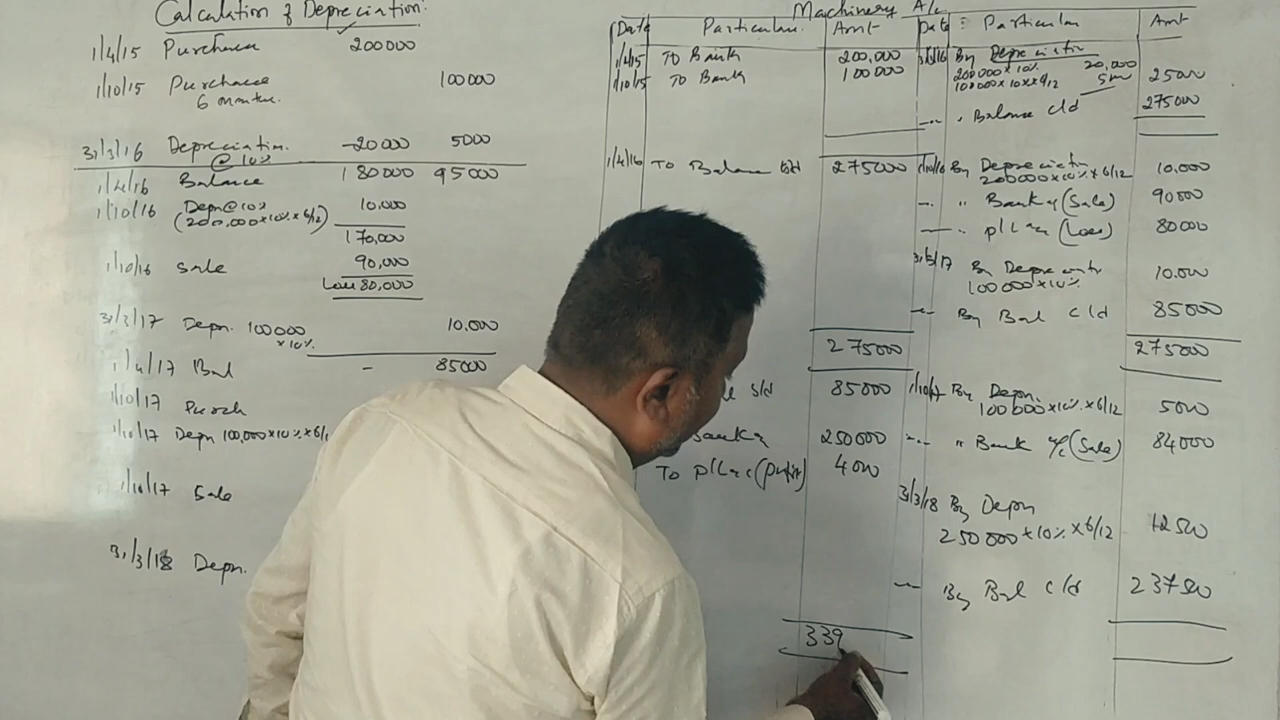 Calculation of Depreciation:
1/4/15 Purchase 200000
1/10/15 Purchase 100000
6 months.
31/3/16 Depreciation. -20000 5000
@ 10%
1/4/16 Balance 180000 95000
1/10/16 Depn@10% 10,000
(200,000×10%×6/12)
170,000
1/10/16 Sale 90,000
Loss 80,000
31/3/17 Depn. 100000 10,000
×10%.
1/4/17 Bal - 85000
1/10/17 Purch
1/10/17 Depn 100,000×10%×6/1
1/10/17 Sale
31/3/18 Depn.
Machinery A/c
Date Particular. Amt Date Particular Amt
1/4/15 To Bank 200,000 31/3/16 By Depreciation
1/10/15 To Bank 100000 200000×10% 20,000
100000×10%×6/12 25000
" Balance c/d 275000
1/4/16 To Balance b/d 275000 1/10/16 By Depreciation 10,000
200000×10%×6/12
" Bank (Sale) 90000
" P/L (Loss) 80000
31/3/17 By Depreciation 10,000
100000×10%
By Bal c/d 85000
275000 275000
85000 1/10/17 By Depn. 5000
100000×10%×6/12
Bank 250000 " Bank A/c (Sale) 84000
To P/L A/c (Profit) 4000
31/3/18 By Depn
250000×10%×6/12 12500
By Bal c/d 237500
339